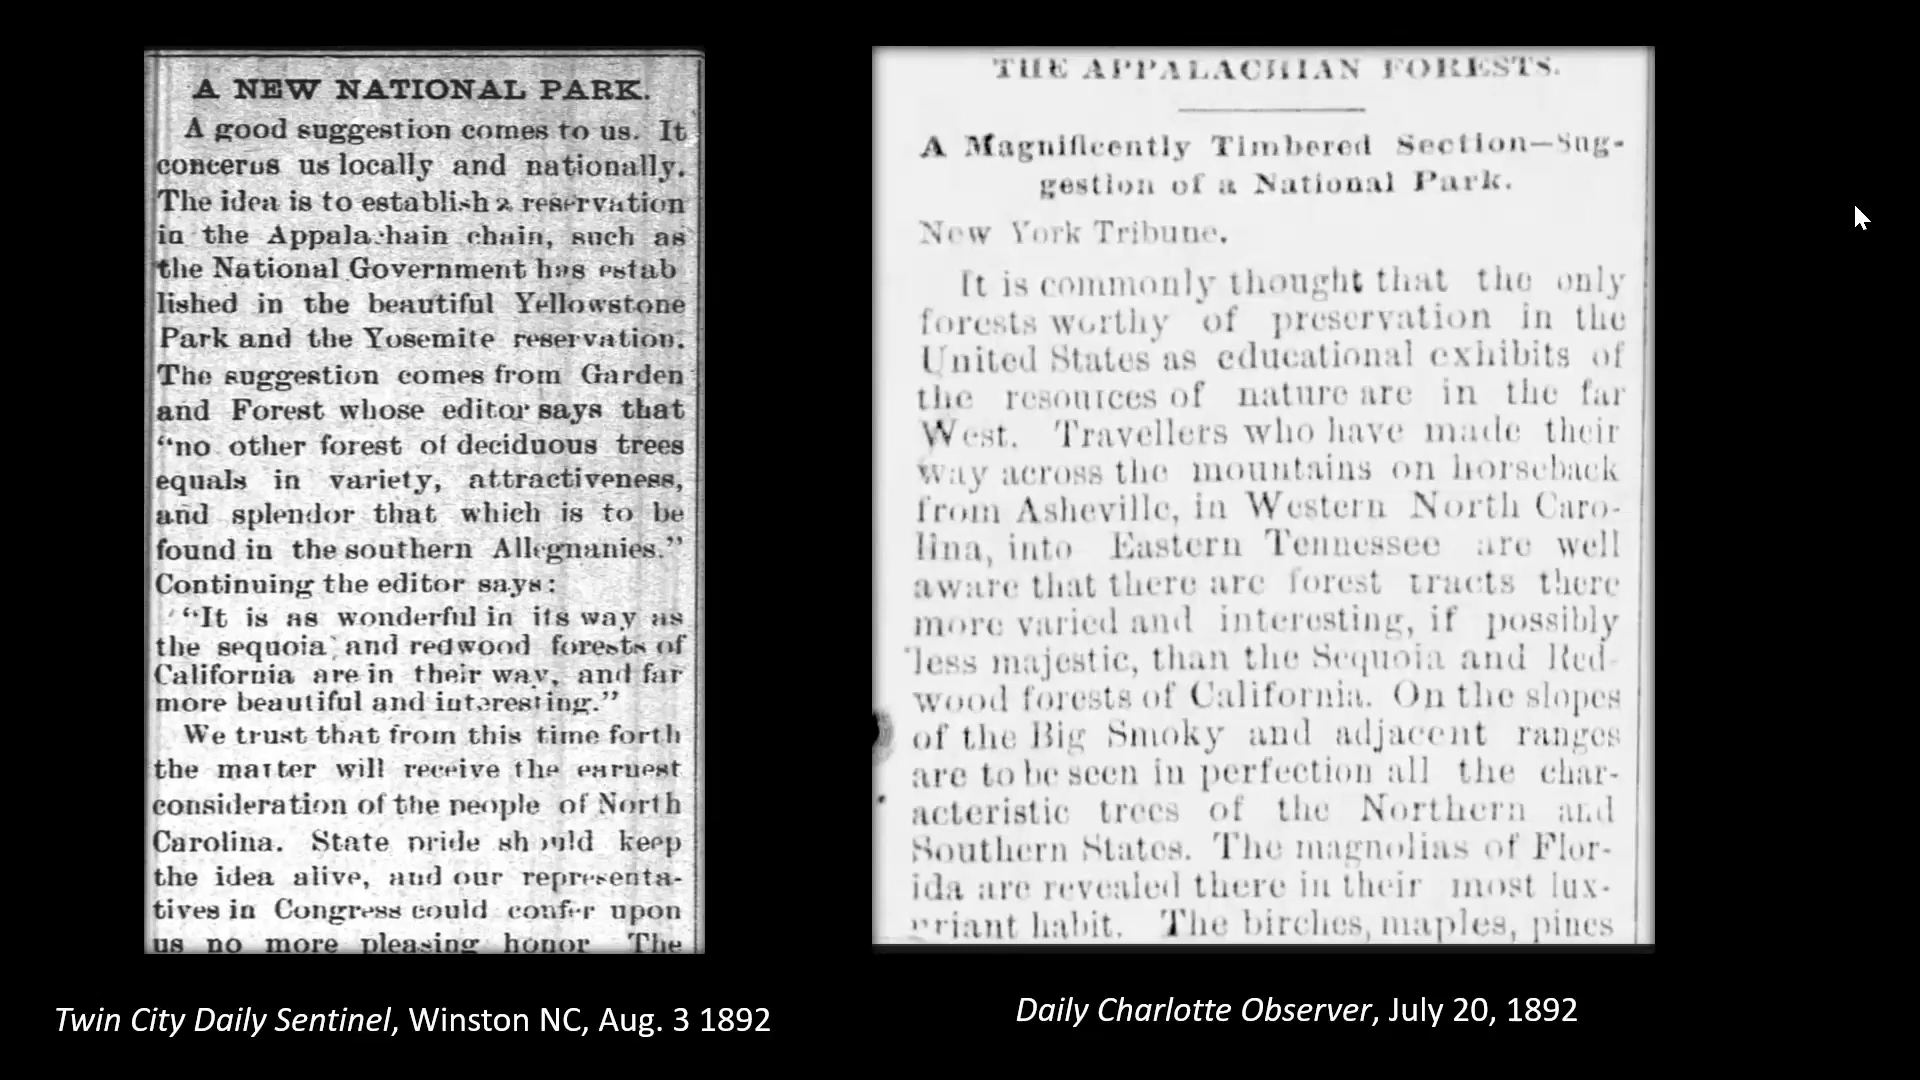 A NEW NATIONAL PARK.
A good suggestion comes to us. It
concerus us locally and nationally.
The idea is to establish a reservation
in the Appalachain chain, such as
the National Government has estab
lished in the beautiful Yellowstone
Park and the Yosemite reservation.
The suggestion comes from Garden
and Forest whose editor says that
“no other forest of deciduous trees
equals in variety, attractiveness,
and splendor that which is to be
found in the southern Allegnanies.”
Continuing the editor says:
“It is as wonderful in its way as
the sequoia and redwood forests of
California are in their way, and far
more beautiful and interesting.”
We trust that from this time forth
the matter will receive the earnest
consideration of the people of North
Carolina. State pride should keep
the idea alive, and our representa-
tives in Congress could confer upon
us no more pleasing honor The
Twin City Daily Sentinel, Winston NC, Aug. 3 1892
THE APPALACHIAN FORESTS.
A Magnificently Timbered Section—Sug-
gestion of a National Park.
New York Tribune.
It is commonly thought that the only
forests worthy of preservation in the
United States as educational exhibits of
the resources of nature are in the far
West. Travellers who have made their
way across the mountains on horseback
from Asheville, in Western North Caro-
lina, into Eastern Tennessee are well
aware that there are forest tracts there
more varied and interesting, if possibly
less majestic, than the Sequoia and Red-
wood forests of California. On the slopes
of the Big Smoky and adjacent ranges
are to be seen in perfection all the char-
acteristic trees of the Northern and
Southern States. The magnolias of Flor-
ida are revealed there in their most lux-
uriant habit. The birches, maples, pines
Daily Charlotte Observer, July 20, 1892